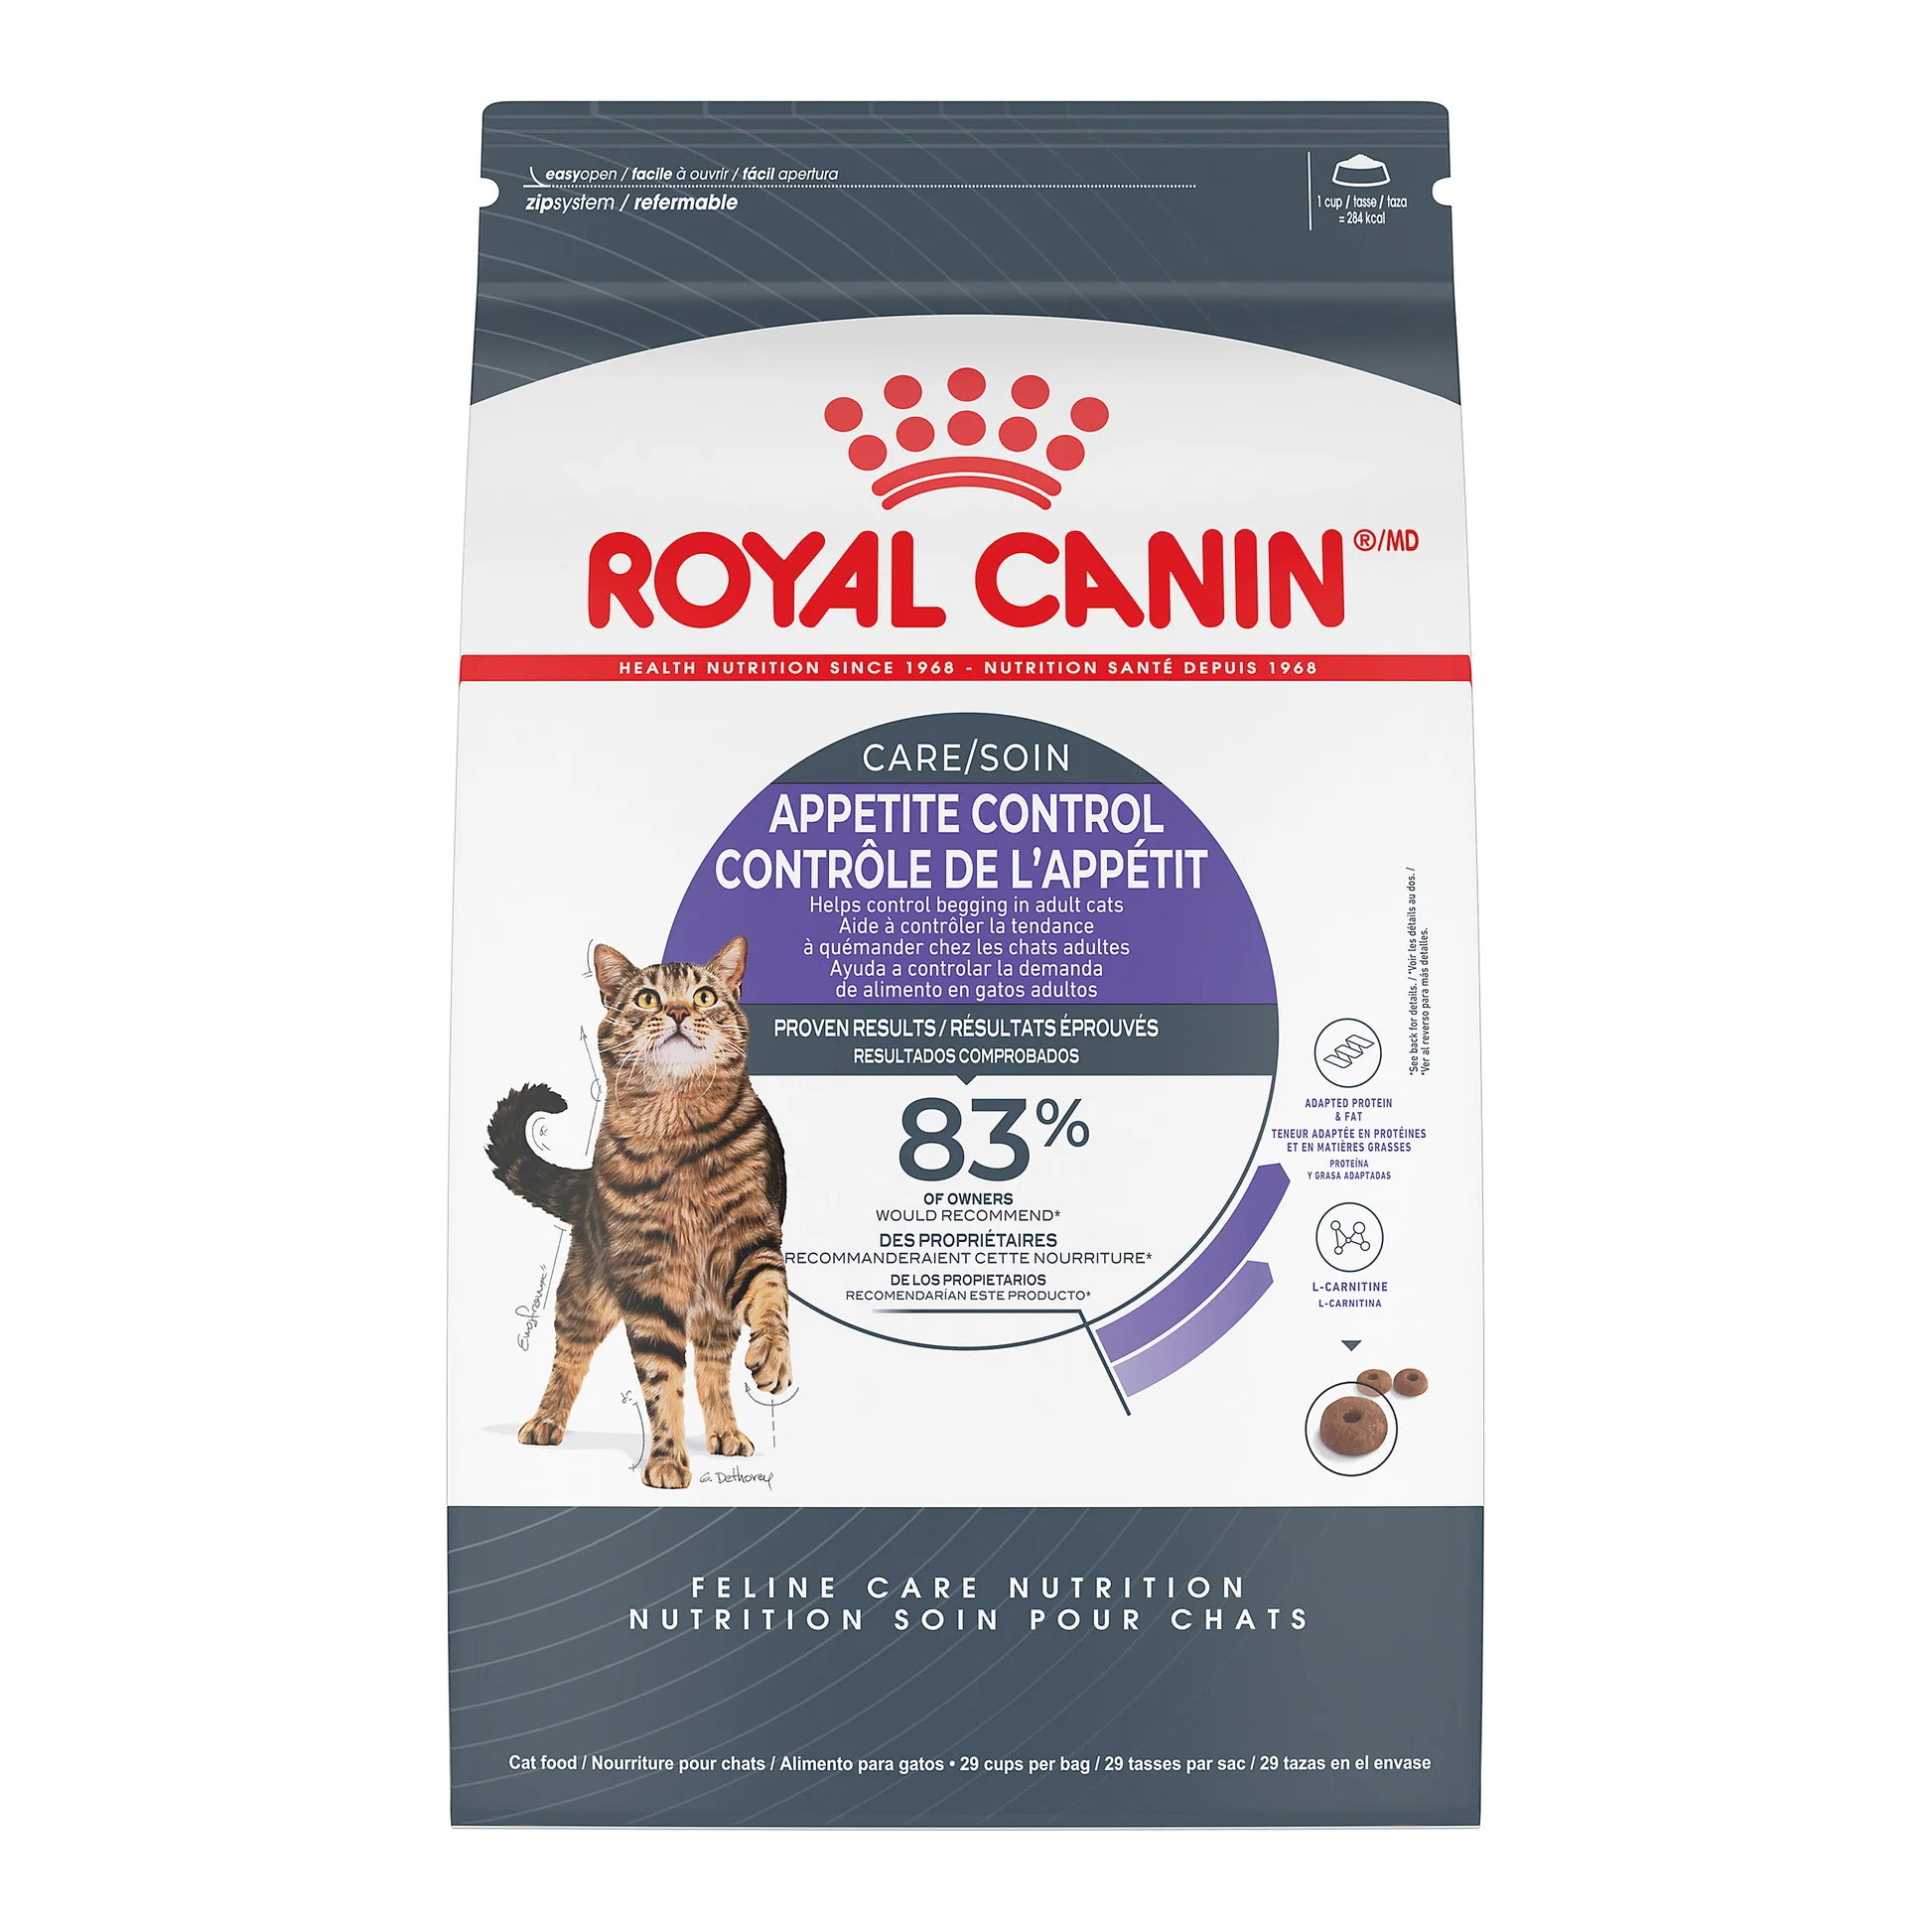 easyopen / facile à ouvrir / fácil apertura
zipsystem / refermable
1 cup / tasse / taza
= 284 kcal
ROYAL CANIN ®/MD
HEALTH NUTRITION SINCE 1968 - NUTRITION SANTÉ DEPUIS 1968
CARE/SOIN
APPETITE CONTROL
CONTRÔLE DE L'APPÉTIT
Helps control begging in adult cats
Aide à contrôler la tendance
à quémander chez les chats adultes
Ayuda a controlar la demanda
de alimento en gatos adultos
PROVEN RESULTS / RÉSULTATS ÉPROUVÉS
RESULTADOS COMPROBADOS
83%
OF OWNERS
WOULD RECOMMEND*
DES PROPRIÉTAIRES
RECOMMANDERAIENT CETTE NOURRITURE*
DE LOS PROPIETARIOS
RECOMENDARÍAN ESTE PRODUCTO*
*See back for details. / *Voir les détails au dos. /
*Ver al reverso para más detalles.
ADAPTED PROTEIN
& FAT
TENEUR ADAPTÉE EN PROTÉINES
ET EN MATIÈRES GRASSES
PROTEÍNA
Y GRASA ADAPTADAS
L-CARNITINE
L-CARNITINA
G. Dethorey
FELINE CARE NUTRITION
NUTRITION SOIN POUR CHATS
Cat food / Nourriture pour chats / Alimento para gatos • 29 cups per bag / 29 tasses par sac / 29 tazas en el envase